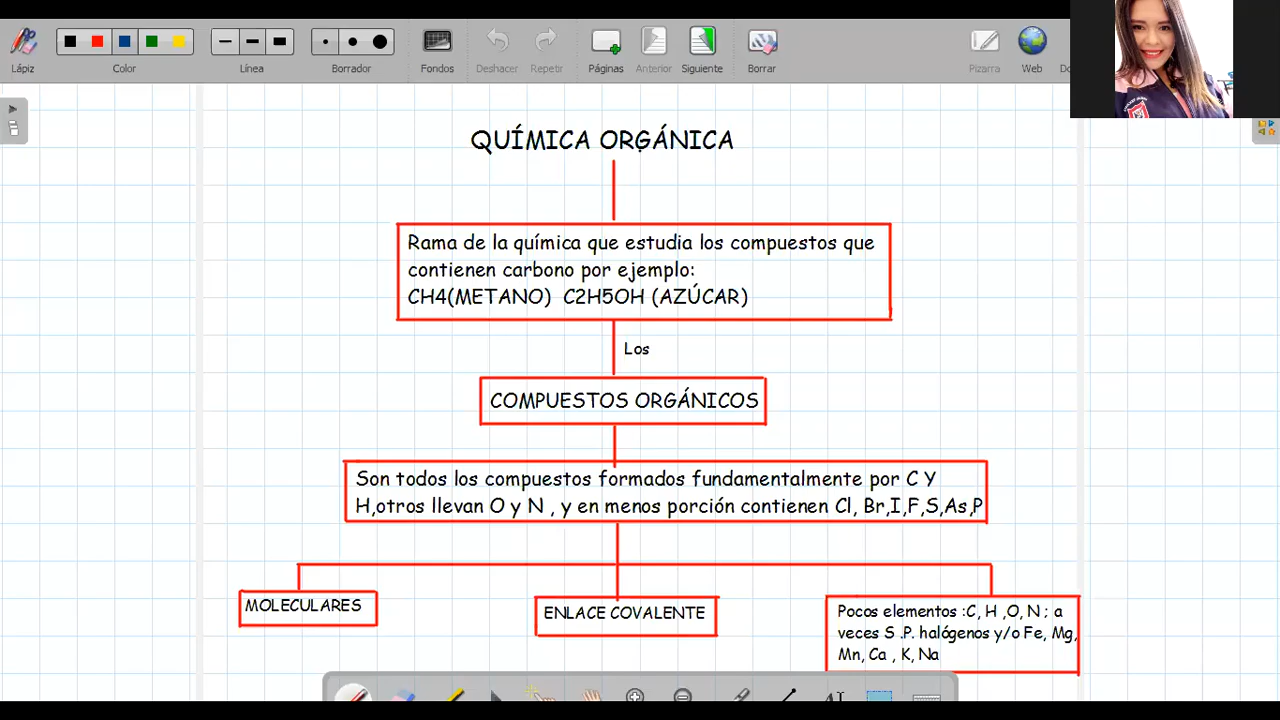 Lápiz
Color
Línea
Borrador
Fondos
Deshacer
Repetir
Páginas
Anterior
Siguiente
Borrar
Pizarra
Web
QUÍMICA ORGÁNICA
Rama de la química que estudia los compuestos que
contienen carbono por ejemplo:
CH4(METANO) C2H5OH (AZÚCAR)
Los
COMPUESTOS ORGÁNICOS
Son todos los compuestos formados fundamentalmente por C Y
H,otros llevan O y N , y en menos porción contienen Cl, Br,I,F,S,As,P
MOLECULARES
ENLACE COVALENTE
Pocos elementos :C, H ,O, N ; a
veces S .P. halógenos y/o Fe, Mg,
Mn, Ca , K, Na